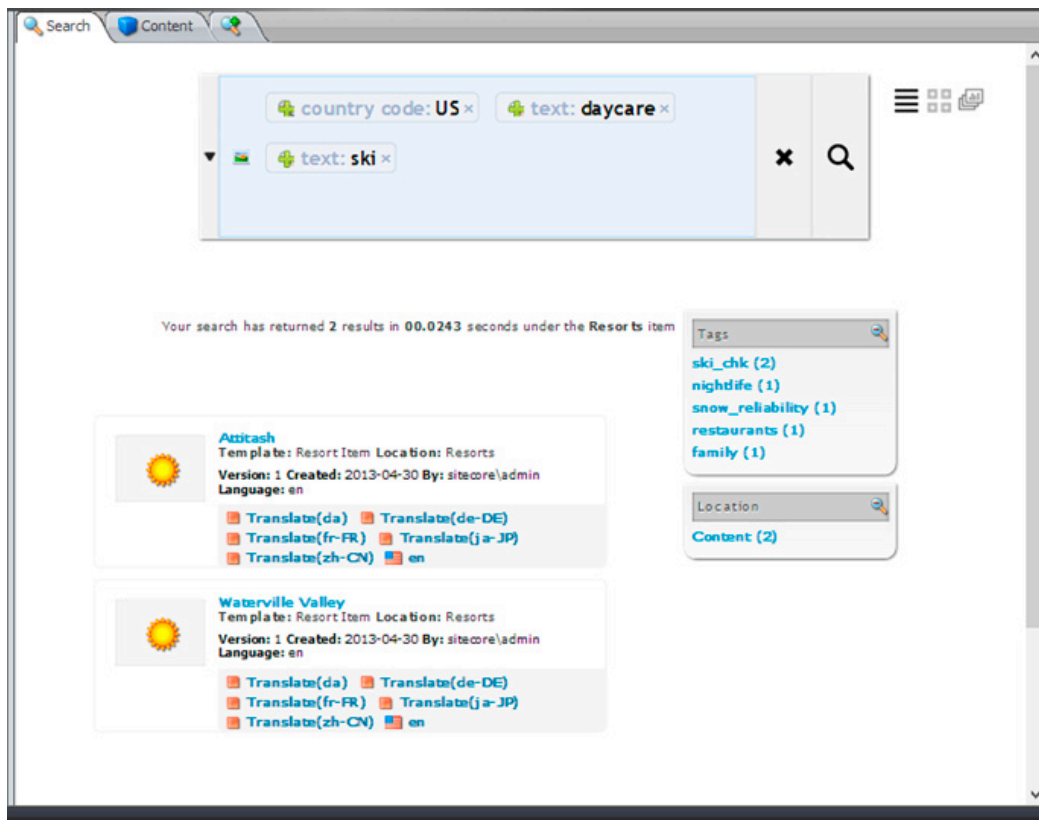 Search
Content
country code: US ×
text: daycare ×
text: ski ×
Your search has returned 2 results in 00.0243 seconds under the Resorts item
Tags
ski_chk (2)
nightlife (1)
snow_reliability (1)
restaurants (1)
family (1)
Location
Content (2)
Attitash
Template: Resort Item Location: Resorts
Version: 1 Created: 2013-04-30 By: sitecore\admin
Language: en
Translate(da) Translate(de-DE)
Translate(fr-FR) Translate(ja-JP)
Translate(zh-CN) en
Waterville Valley
Template: Resort Item Location: Resorts
Version: 1 Created: 2013-04-30 By: sitecore\admin
Language: en
Translate(da) Translate(de-DE)
Translate(fr-FR) Translate(ja-JP)
Translate(zh-CN) en